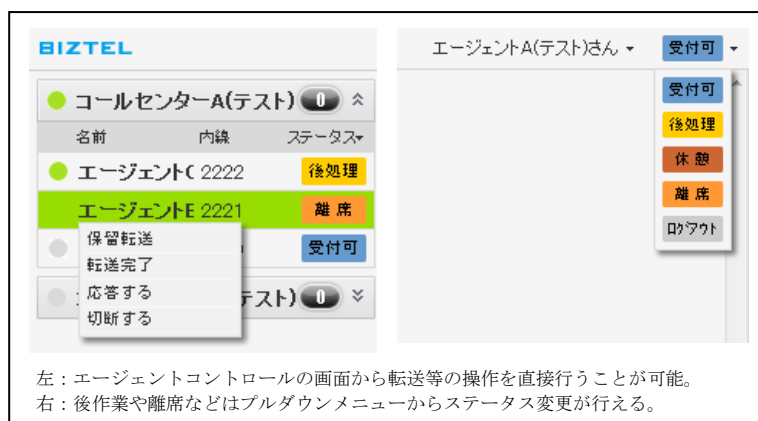 BIZTEL
コールセンターA(テスト) 0
名前 内線 ステータス
エージェントC 2222 後処理
エージェントE 2221 離 席
受付可
保留転送
転送完了
応答する
切断する
テスト) 0
エージェントA(テスト)さん 受付可
受付可
後処理
休 憩
離 席
ログアウト
左：エージェントコントロールの画面から転送等の操作を直接行うことが可能。
右：後作業や離席などはプルダウンメニューからステータス変更が行える。